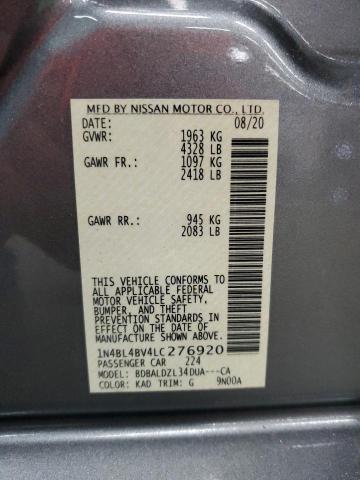 MFD BY NISSAN MOTOR CO., LTD.
DATE: 08/20
GVWR: 1963 KG
4328 LB
GAWR FR.: 1097 KG
2418 LB
GAWR RR.: 945 KG
2083 LB
THIS VEHICLE CONFORMS TO
ALL APPLICABLE FEDERAL
MOTOR VEHICLE SAFETY,
BUMPER, AND THEFT
PREVENTION STANDARDS IN
EFFECT ON THE DATE OF
MANUFACTURE SHOWN ABOVE.
1N4BL4BV4LC276920
PASSENGER CAR 224
MODEL: BDBALDZL34DUA---CA
COLOR: KAD TRIM: G 9N00A